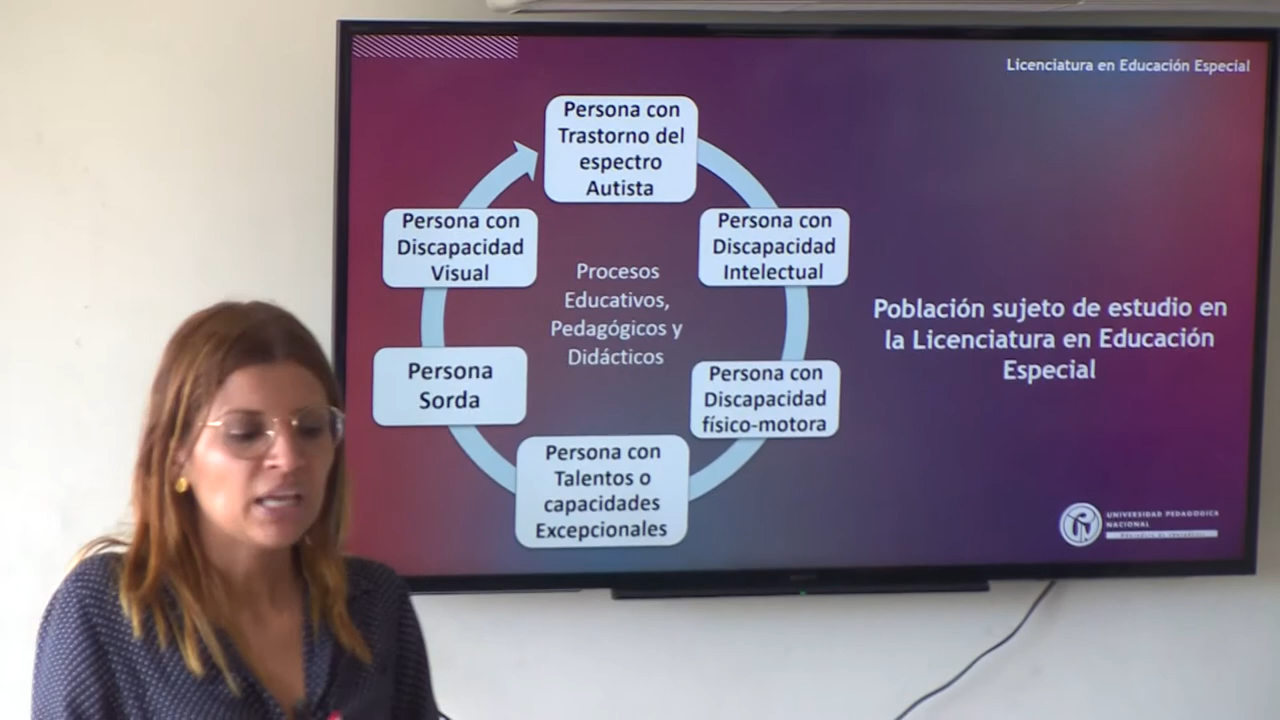 Licenciatura en Educación Especial
Persona con
Trastorno del
espectro
Autista
Persona con
Discapacidad
Intelectual
Persona con
Discapacidad
físico-motora
Persona con
Talentos o
capacidades
Excepcionales
Persona
Sorda
Persona con
Discapacidad
Visual
Procesos
Educativos,
Pedagógicos y
Didácticos
Población sujeto de estudio en
la Licenciatura en Educación
Especial
UNIVERSIDAD PEDAGÓGICA
NACIONAL